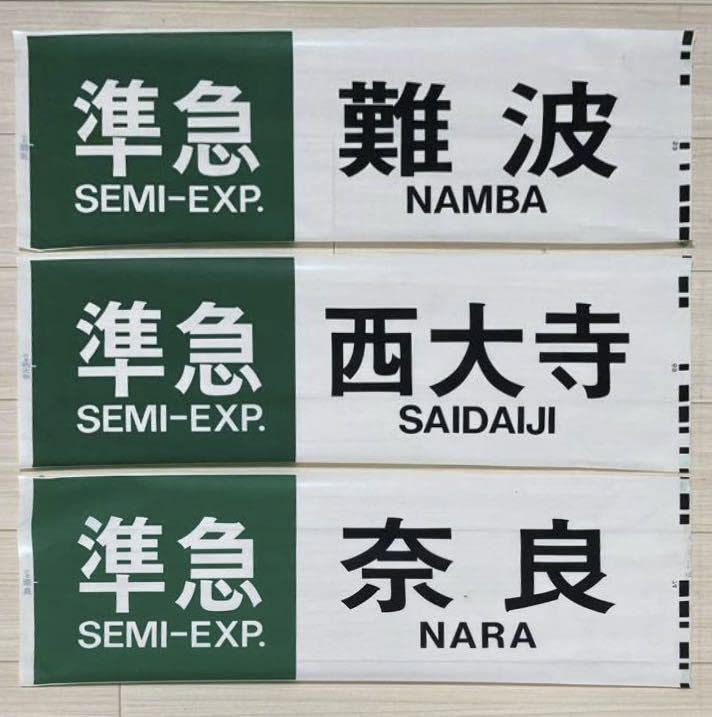 準急 難波
SEMI-EXP. NAMBA
準急 西大寺
SEMI-EXP. SAIDAIJI
準急 奈良
SEMI-EXP. NARA